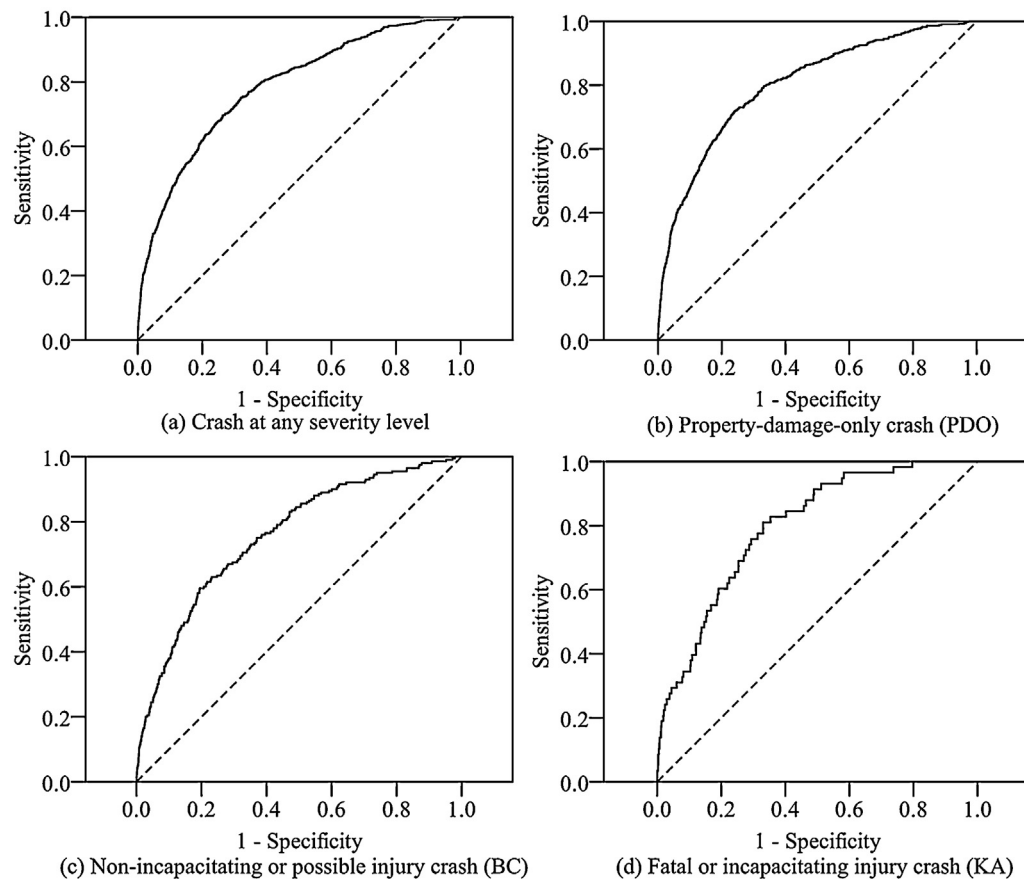 1.0
0.8
0.6
0.4
0.2
0.0
Sensitivity
0.0 0.2 0.4 0.6 0.8 1.0
1 - Specificity
(a) Crash at any severity level
1.0
0.8
0.6
0.4
0.2
0.0
Sensitivity
0.0 0.2 0.4 0.6 0.8 1.0
1 - Specificity
(b) Property-damage-only crash (PDO)
1.0
0.8
0.6
0.4
0.2
0.0
Sensitivity
0.0 0.2 0.4 0.6 0.8 1.0
1 - Specificity
(c) Non-incapacitating or possible injury crash (BC)
1.0
0.8
0.6
0.4
0.2
0.0
Sensitivity
0.0 0.2 0.4 0.6 0.8 1.0
1 - Specificity
(d) Fatal or incapacitating injury crash (KA)